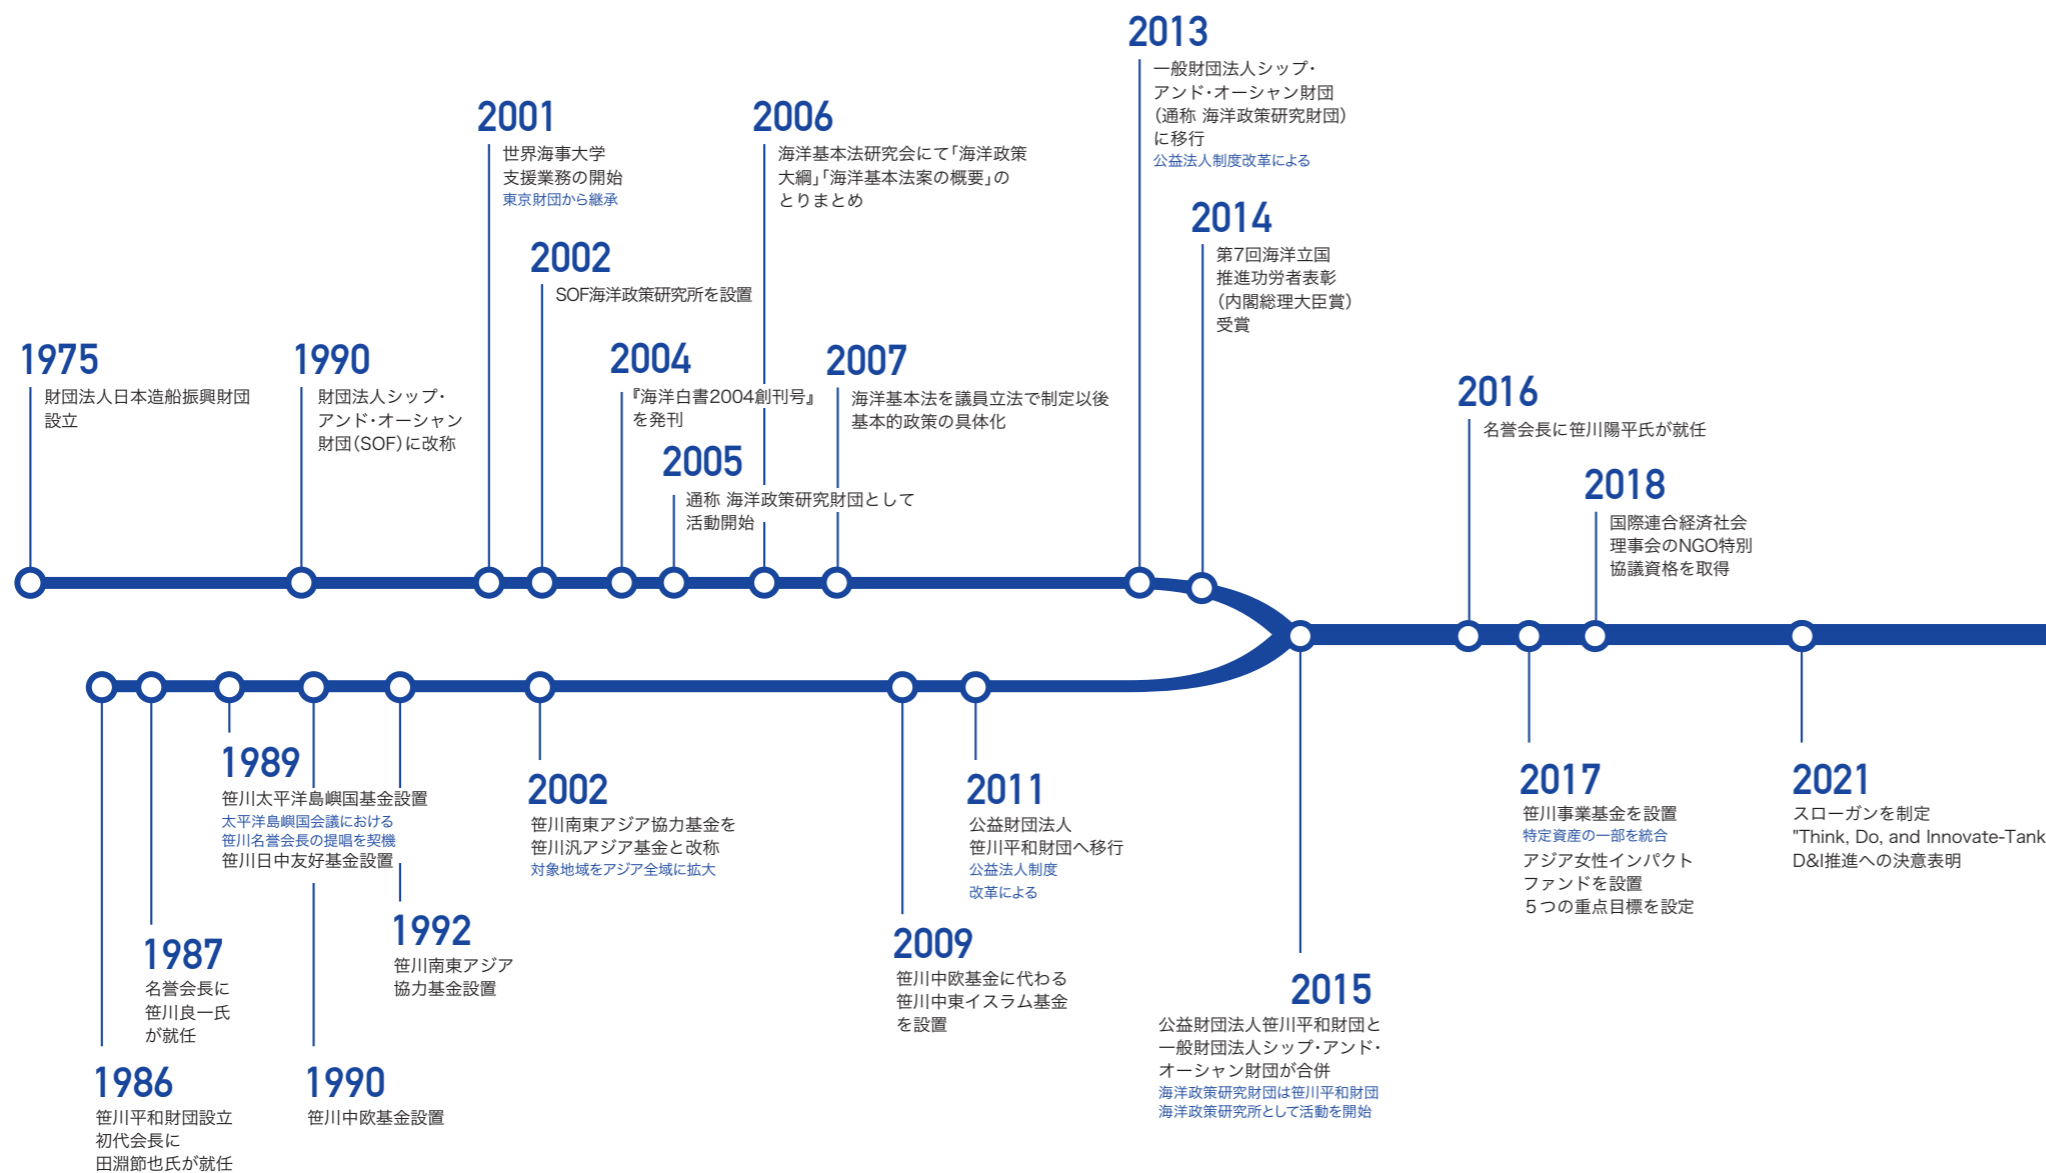 1975
財団法人日本造船振興財団
設立
1990
財団法人シップ・
アンド・オーシャン
財団(SOF)に改称
2001
世界海事大学
支援業務の開始
東京財団から継承
2002
SOF海洋政策研究所を設置
2004
『海洋白書2004創刊号』
を発刊
2005
通称 海洋政策研究財団として
活動開始
2006
海洋基本法研究会にて「海洋政策
大綱」「海洋基本法案の概要」の
とりまとめ
2007
海洋基本法を議員立法で制定以後
基本的政策の具体化
2013
一般財団法人シップ・
アンド・オーシャン財団
(通称 海洋政策研究財団)
に移行
公益法人制度改革による
2014
第7回海洋立国
推進功労者表彰
(内閣総理大臣賞)
受賞
1986
笹川平和財団設立
初代会長に
田淵節也氏が就任
1987
名誉会長に
笹川良一氏
が就任
1989
笹川太平洋島嶼国基金設置
太平洋島嶼国会議における
笹川名誉会長の提唱を契機
笹川日中友好基金設置
1990
笹川中欧基金設置
1992
笹川南東アジア
協力基金設置
2002
笹川南東アジア協力基金を
笹川汎アジア基金と改称
対象地域をアジア全域に拡大
2009
笹川中欧基金に代わる
笹川中東イスラム基金
を設置
2011
公益財団法人
笹川平和財団へ移行
公益法人制度
改革による
2015
公益財団法人笹川平和財団と
一般財団法人シップ・アンド・
オーシャン財団が合併
海洋政策研究財団は笹川平和財団
海洋政策研究所として活動を開始
2016
名誉会長に笹川陽平氏が就任
2017
笹川事業基金を設置
特定資産の一部を統合
アジア女性インパクト
ファンドを設置
５つの重点目標を設定
2018
国際連合経済社会
理事会のNGO特別
協議資格を取得
2021
スローガンを制定
"Think, Do, and Innovate-Tank
D&I推進への決意表明